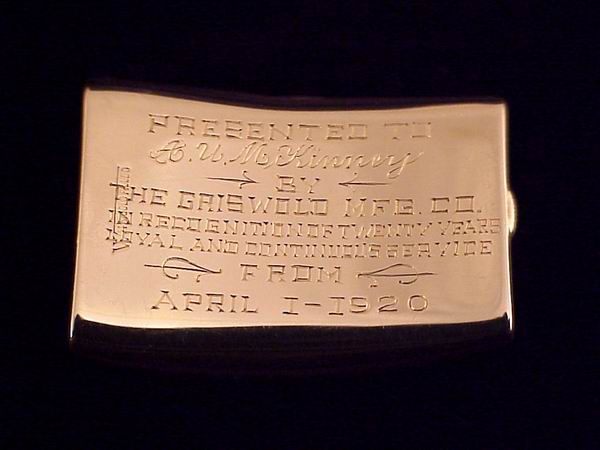 PRESENTED TO
A. U. McKinney
BY
THE GRISWOLD MFG. CO.
IN RECOGNITION OF TWENTY YEARS
LOYAL AND CONTINUOUS SERVICE
FROM
APRIL 1-1920